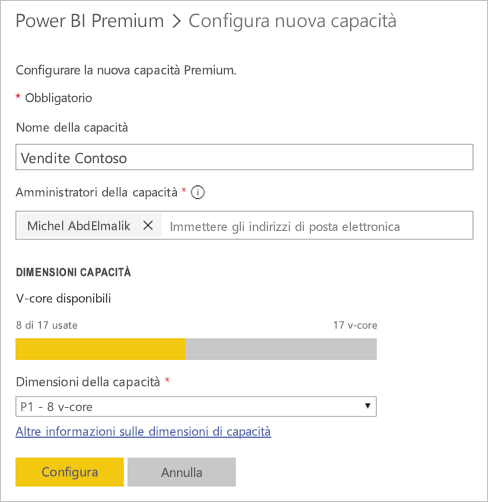 Power BI Premium > Configura nuova capacità
Configurare la nuova capacità Premium.
* Obbligatorio
Nome della capacità
Vendite Contoso
Amministratori della capacità * i
Michel AbdElmalik × Immettere gli indirizzi di posta elettronica
DIMENSIONI CAPACITÀ
V-core disponibili
8 di 17 usate 17 v-core
Dimensioni della capacità *
P1 - 8 v-core
Altre informazioni sulle dimensioni di capacità
Configura Annulla